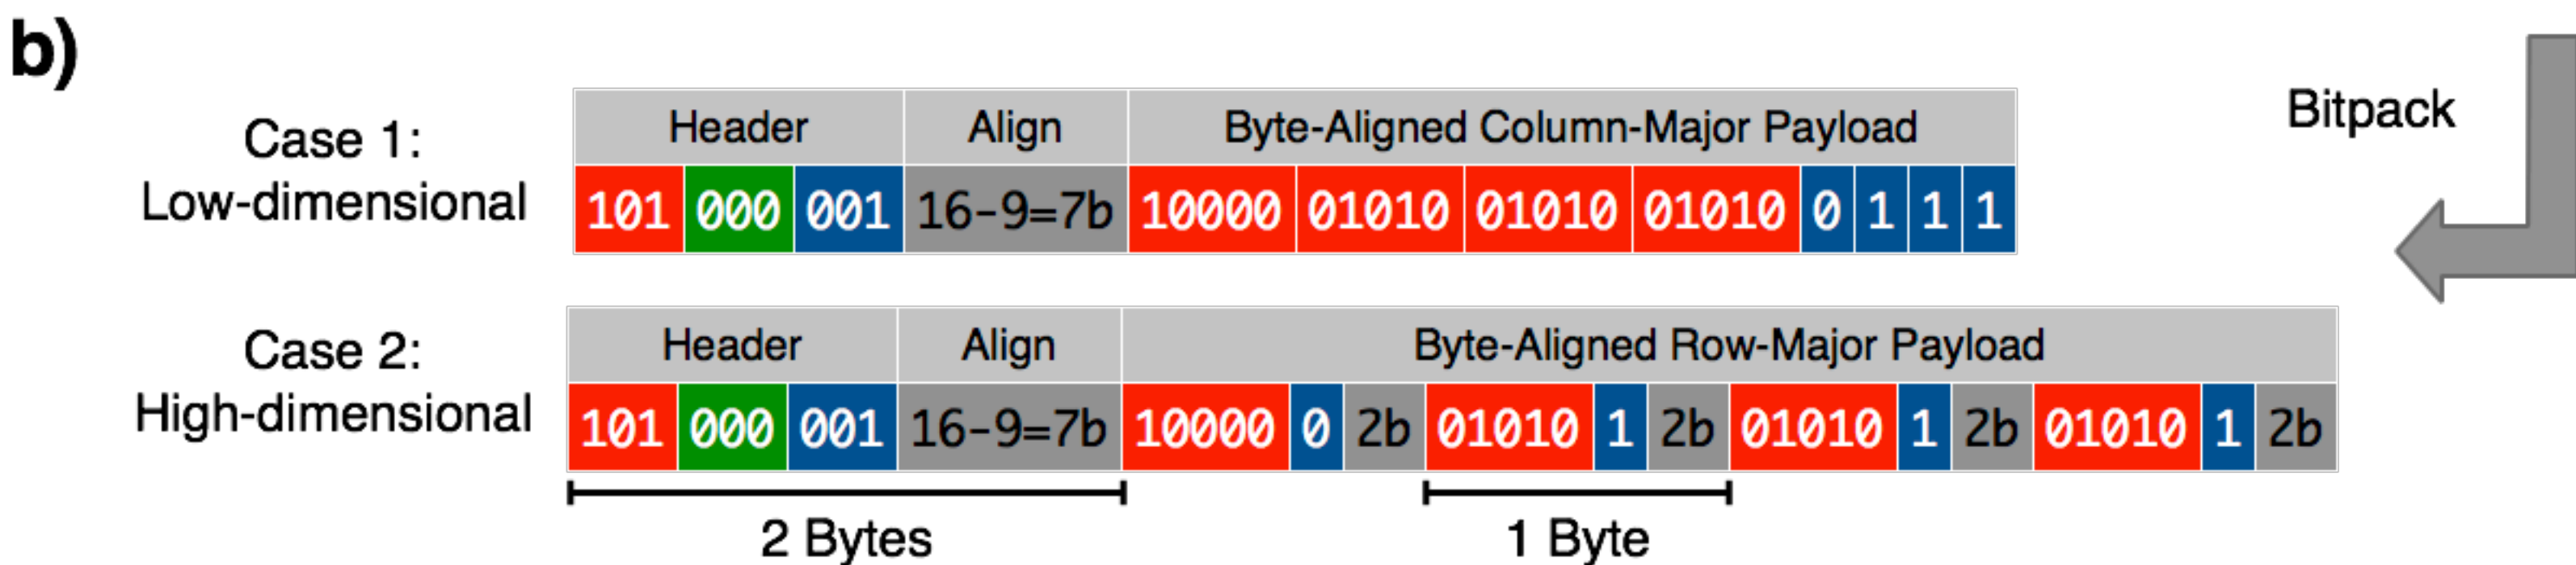 b)
Case 1:
Low-dimensional
Header Align Byte-Aligned Column-Major Payload
101 000 001 16-9=7b 10000 01010 01010 01010 0 1 1 1
Bitpack
Case 2:
High-dimensional
Header Align Byte-Aligned Row-Major Payload
101 000 001 16-9=7b 10000 0 2b 01010 1 2b 01010 1 2b 01010 1 2b
2 Bytes 1 Byte